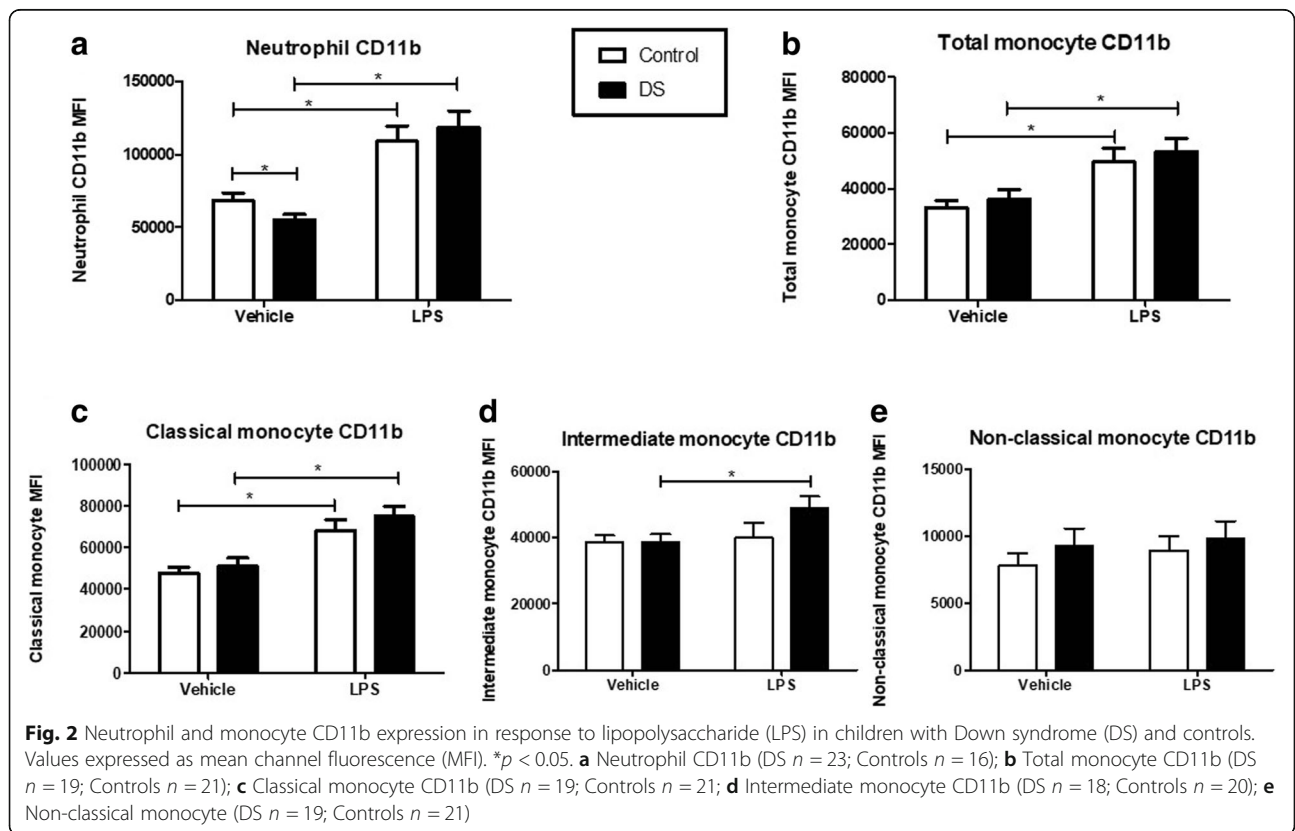 a
Neutrophil CD11b
Neutrophil CD11b MFI
150000
100000
50000
0
*
*
*
Vehicle
LPS
Control
DS
b
Total monocyte CD11b
Total monocyte CD11b MFI
80000
60000
40000
20000
0
*
*
Vehicle
LPS
c
Classical monocyte CD11b
Classical monocyte MFI
100000
80000
60000
40000
20000
0
*
*
Vehicle
LPS
d
Intermediate monocyte CD11b
Intermediate monocyte CD11b MFI
60000
40000
20000
0
*
Vehicle
LPS
e
Non-classical monocyte CD11b
Non-classical monocyte CD11b MFI
15000
10000
5000
0
Vehicle
LPS
Fig. 2 Neutrophil and monocyte CD11b expression in response to lipopolysaccharide (LPS) in children with Down syndrome (DS) and controls.
Values expressed as mean channel fluorescence (MFI). *p < 0.05. a Neutrophil CD11b (DS n = 23; Controls n = 16); b Total monocyte CD11b (DS
n = 19; Controls n = 21); c Classical monocyte CD11b (DS n = 19; Controls n = 21; d Intermediate monocyte CD11b (DS n = 18; Controls n = 20); e
Non-classical monocyte (DS n = 19; Controls n = 21)